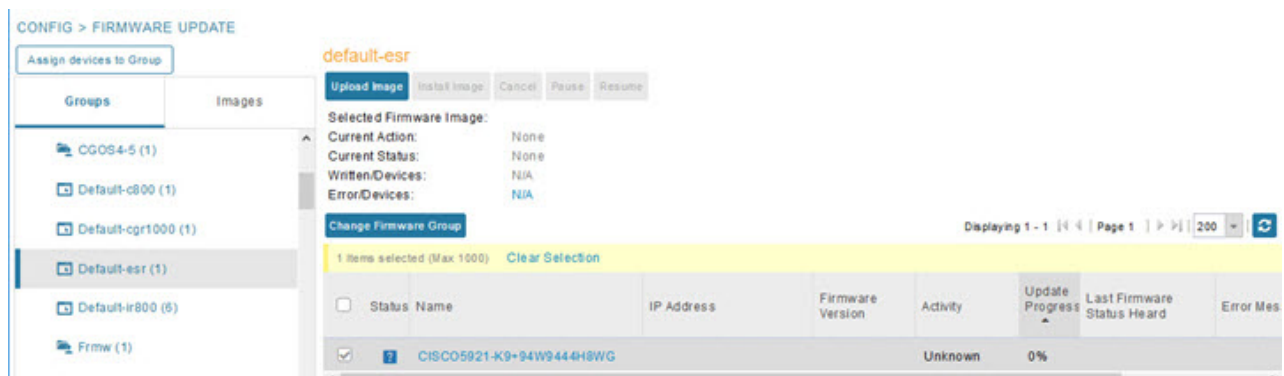 CONFIG > FIRMWARE UPDATE
Assign devices to Group
Groups Images
CGOS4-5 (1)
Default-c800 (1)
Default-cgr1000 (1)
Default-esr (1)
Default-ir800 (6)
Frmw (1)
default-esr
Upload Image Install Image Cancel Pause Resume
Selected Firmware Image:
Current Action: None
Current Status: None
Written/Devices: N/A
Error/Devices: N/A
Change Firmware Group Displaying 1 - 1 Page 1 200
1 Items selected (Max 1000) Clear Selection
Status Name IP Address Firmware Version Activity Update Progress Last Firmware Status Heard Error Mes
CISCO5921-K9+94W9444H8WG Unknown 0%